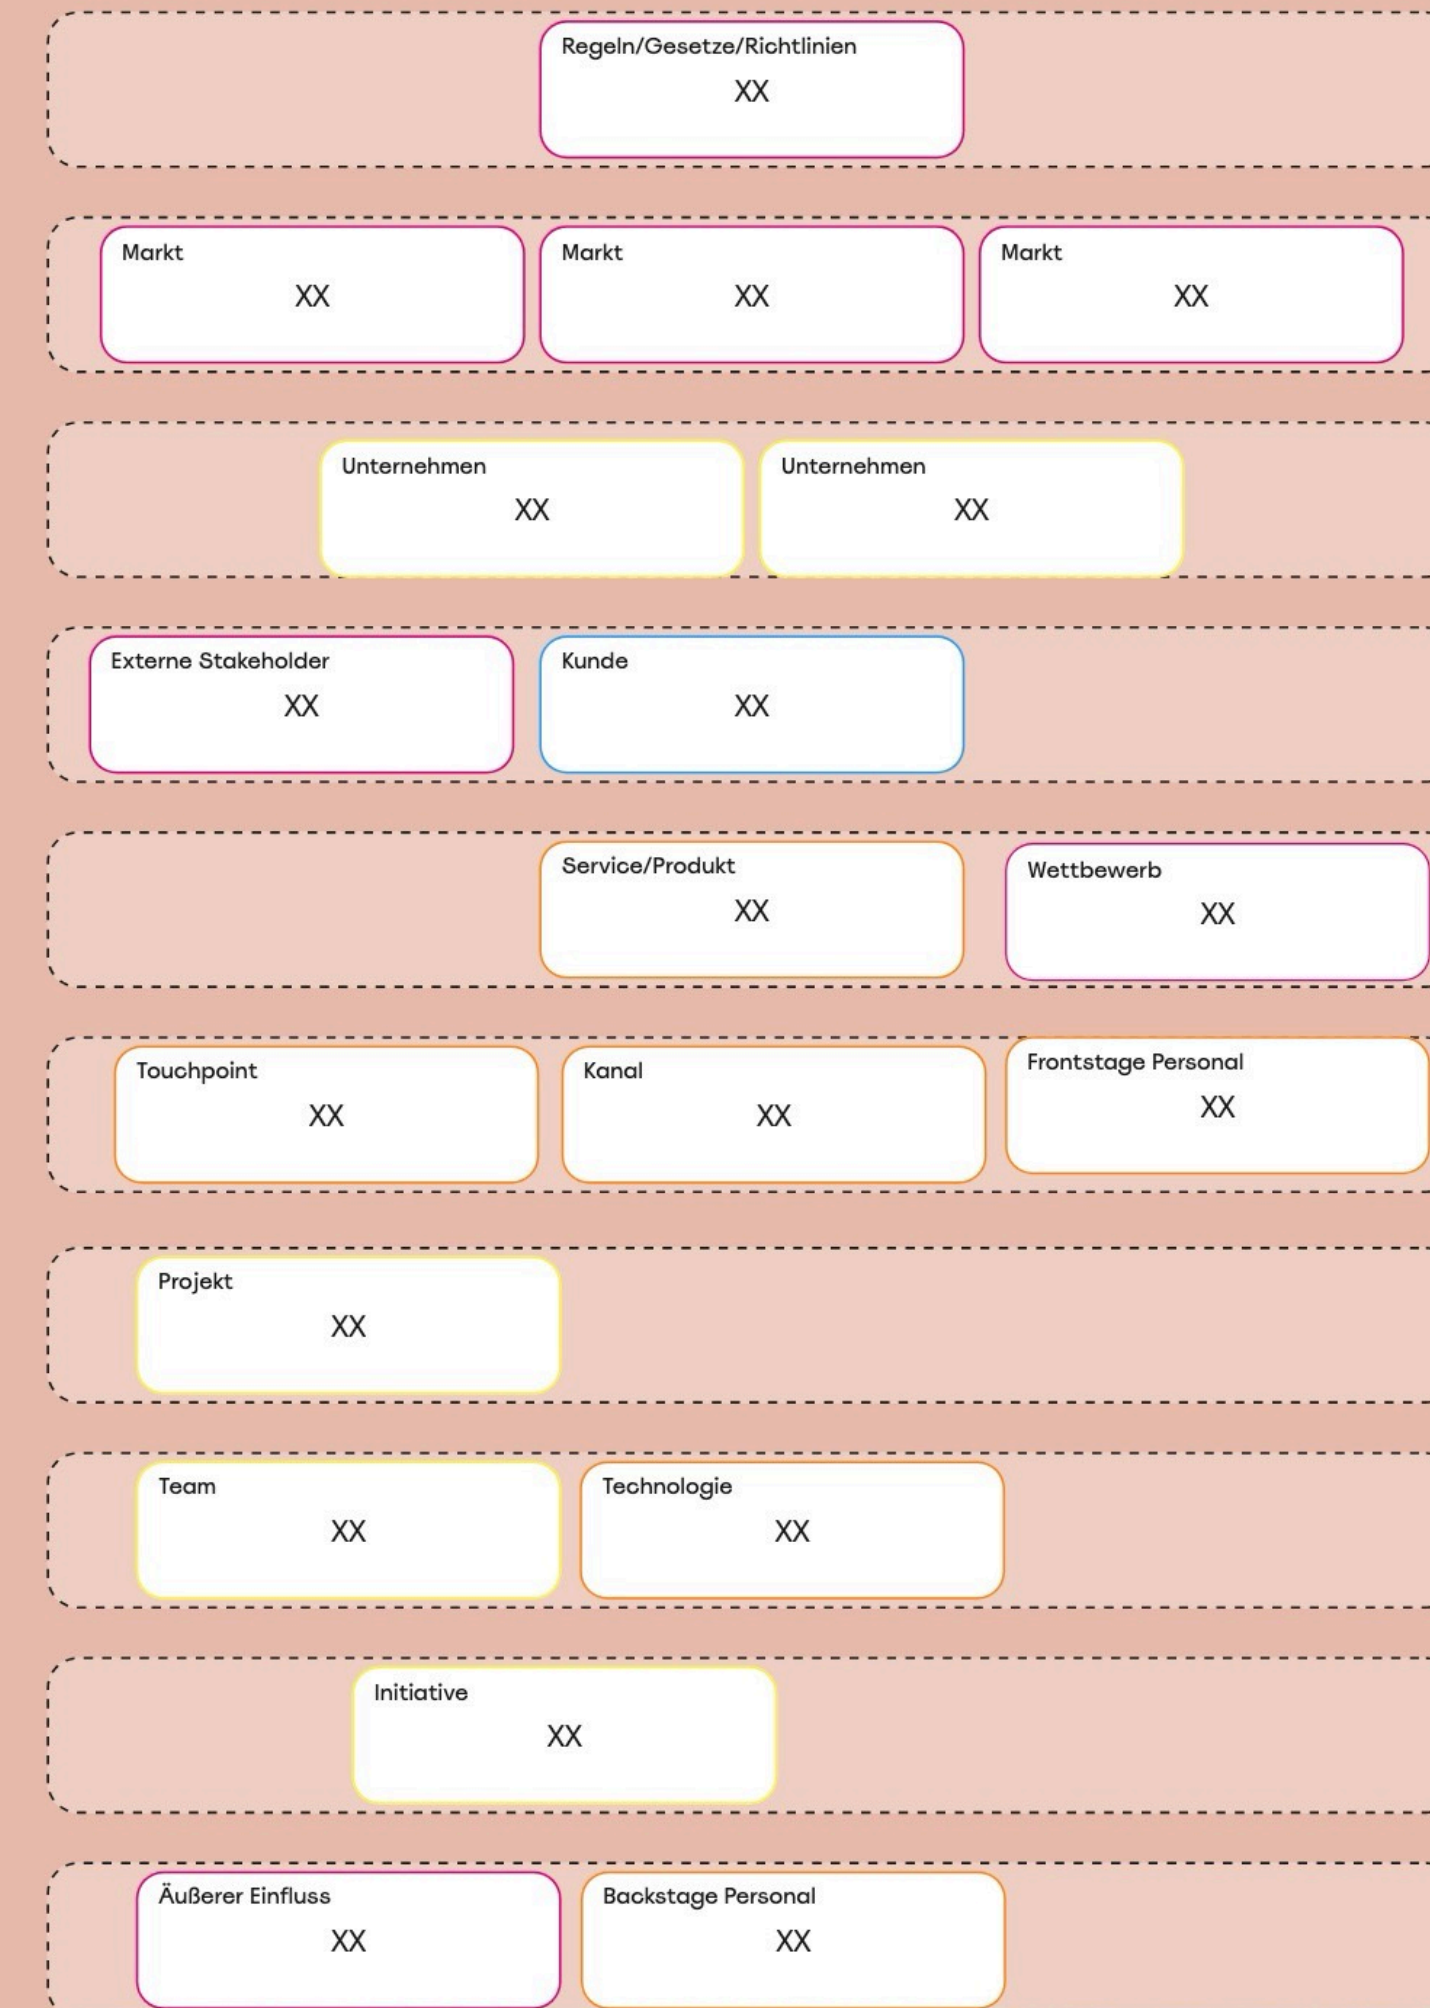 Regeln/Gesetze/Richtlinien
XX
Markt
XX
Markt
XX
Markt
XX
Unternehmen
XX
Unternehmen
XX
Externe Stakeholder
XX
Kunde
XX
Service/Produkt
XX
Wettbewerb
XX
Touchpoint
XX
Kanal
XX
Frontstage Personal
XX
Projekt
XX
Team
XX
Technologie
XX
Initiative
XX
Äußerer Einfluss
XX
Backstage Personal
XX